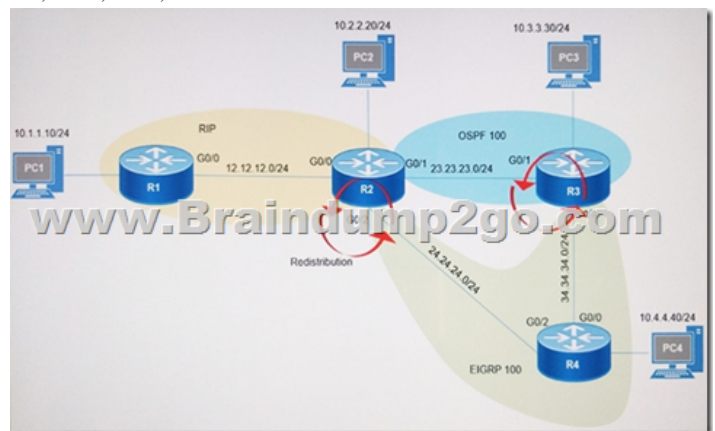 10.2.2.20/24
PC2
10.3.3.30/24
PC3
10.1.1.10/24
PC1
RIP
OSPF 100
G0/0
12.12.12.0/24
G0/0
G0/1
23.23.23.0/24
G0/1
R1
R2
R3
www.Braindump2go.com
Redistribution
24.24.24.0/24
34.34.34.0/24
G0/2
G0/0
10.4.4.40/24
PC4
R4
EIGRP 100